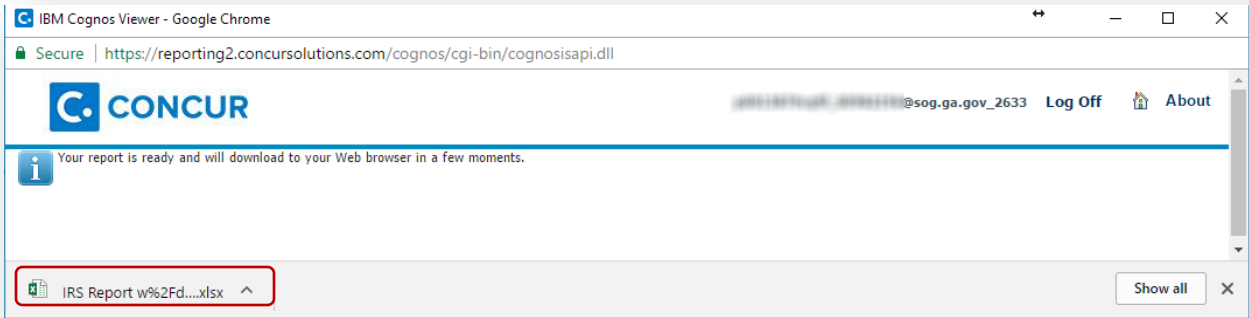 IBM Cognos Viewer - Google Chrome
Secure | https://reporting2.concursolutions.com/cognos/cgi-bin/cognosisapi.dll
C. CONCUR @sog.ga.gov_2633 Log Off About
Your report is ready and will download to your Web browser in a few moments.
IRS Report w%2Fd....xlsx Show all